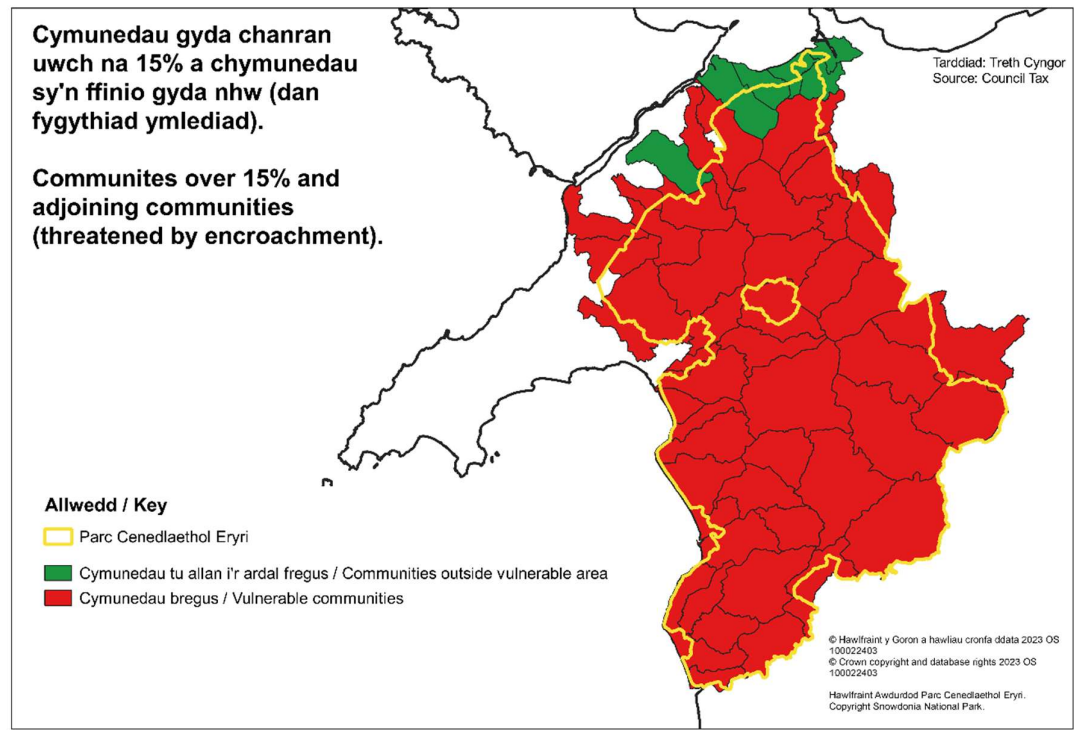 Cymunedau gyda chanran
uwch na 15% a chymunedau
sy'n ffinio gyda nhw (dan
fygythiad ymlediad).
Communites over 15% and
adjoining communities
(threatened by encroachment).
Tarddiad: Treth Cyngor
Source: Council Tax
Allwedd / Key
Parc Cenedlaethol Eryri
Cymunedau tu allan i'r ardal fregus / Communities outside vulnerable area
Cymunedau bregus / Vulnerable communities
© Hawlfraint y Goron a hawliau cronfa ddata 2023 OS
100022403
© Crown copyright and database rights 2023 OS
100022403
Hawlfraint Awdurdod Parc Cenedlaethol Eryri.
Copyright Snowdonia National Park.